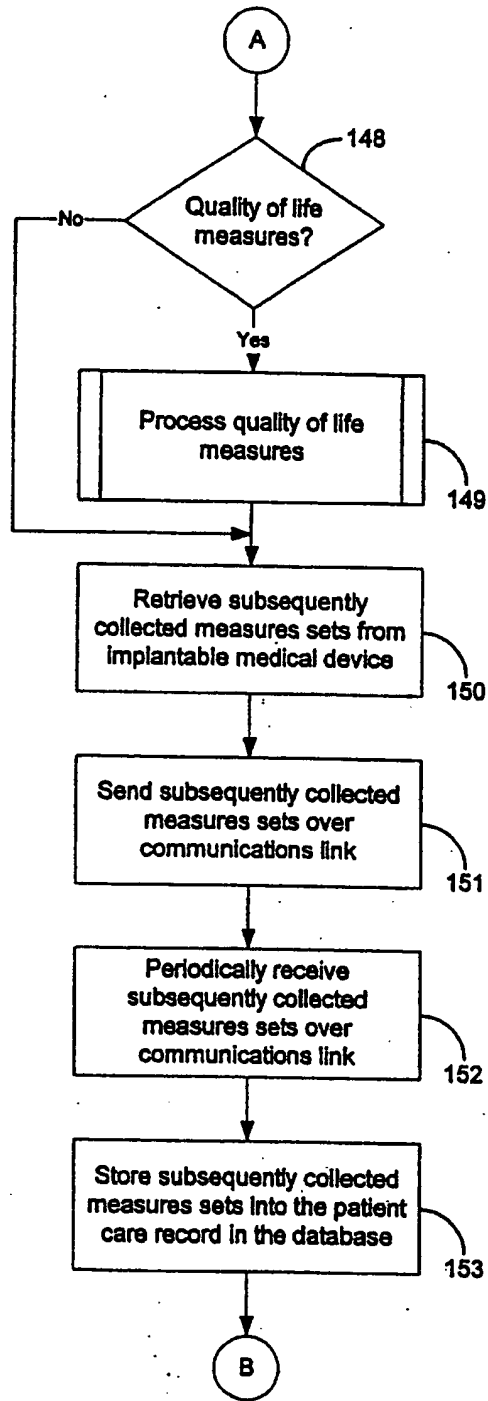 A
148
Quality of life
measures?
No
Yes
Process quality of life
measures
149
Retrieve subsequently
collected measures sets from
implantable medical device
150
Send subsequently collected
measures sets over
communications link
151
Periodically receive
subsequently collected
measures sets over
communications link
152
Store subsequently collected
measures sets into the patient
care record in the database
153
B